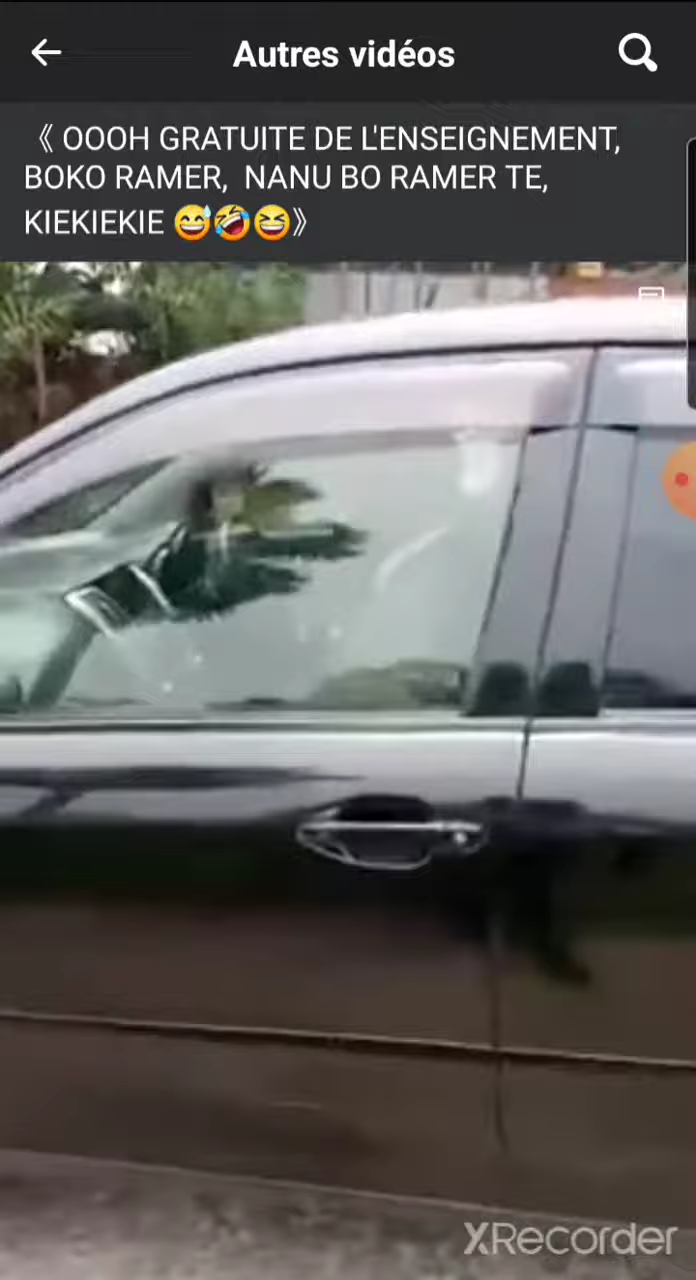 Autres vidéos
《 OOOH GRATUITE DE L'ENSEIGNEMENT,
BOKO RAMER, NANU BO RAMER TE,
KIEKIEKIE 😅🤣😆》
XRecorder